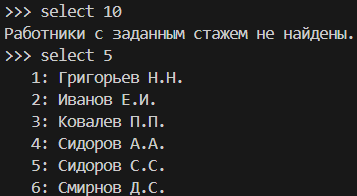 >>> select 10
Работники с заданным стажем не найдены.
>>> select 5
1: Григорьев Н.Н.
2: Иванов Е.И.
3: Ковалев П.П.
4: Сидоров А.А.
5: Сидоров С.С.
6: Смирнов Д.С.